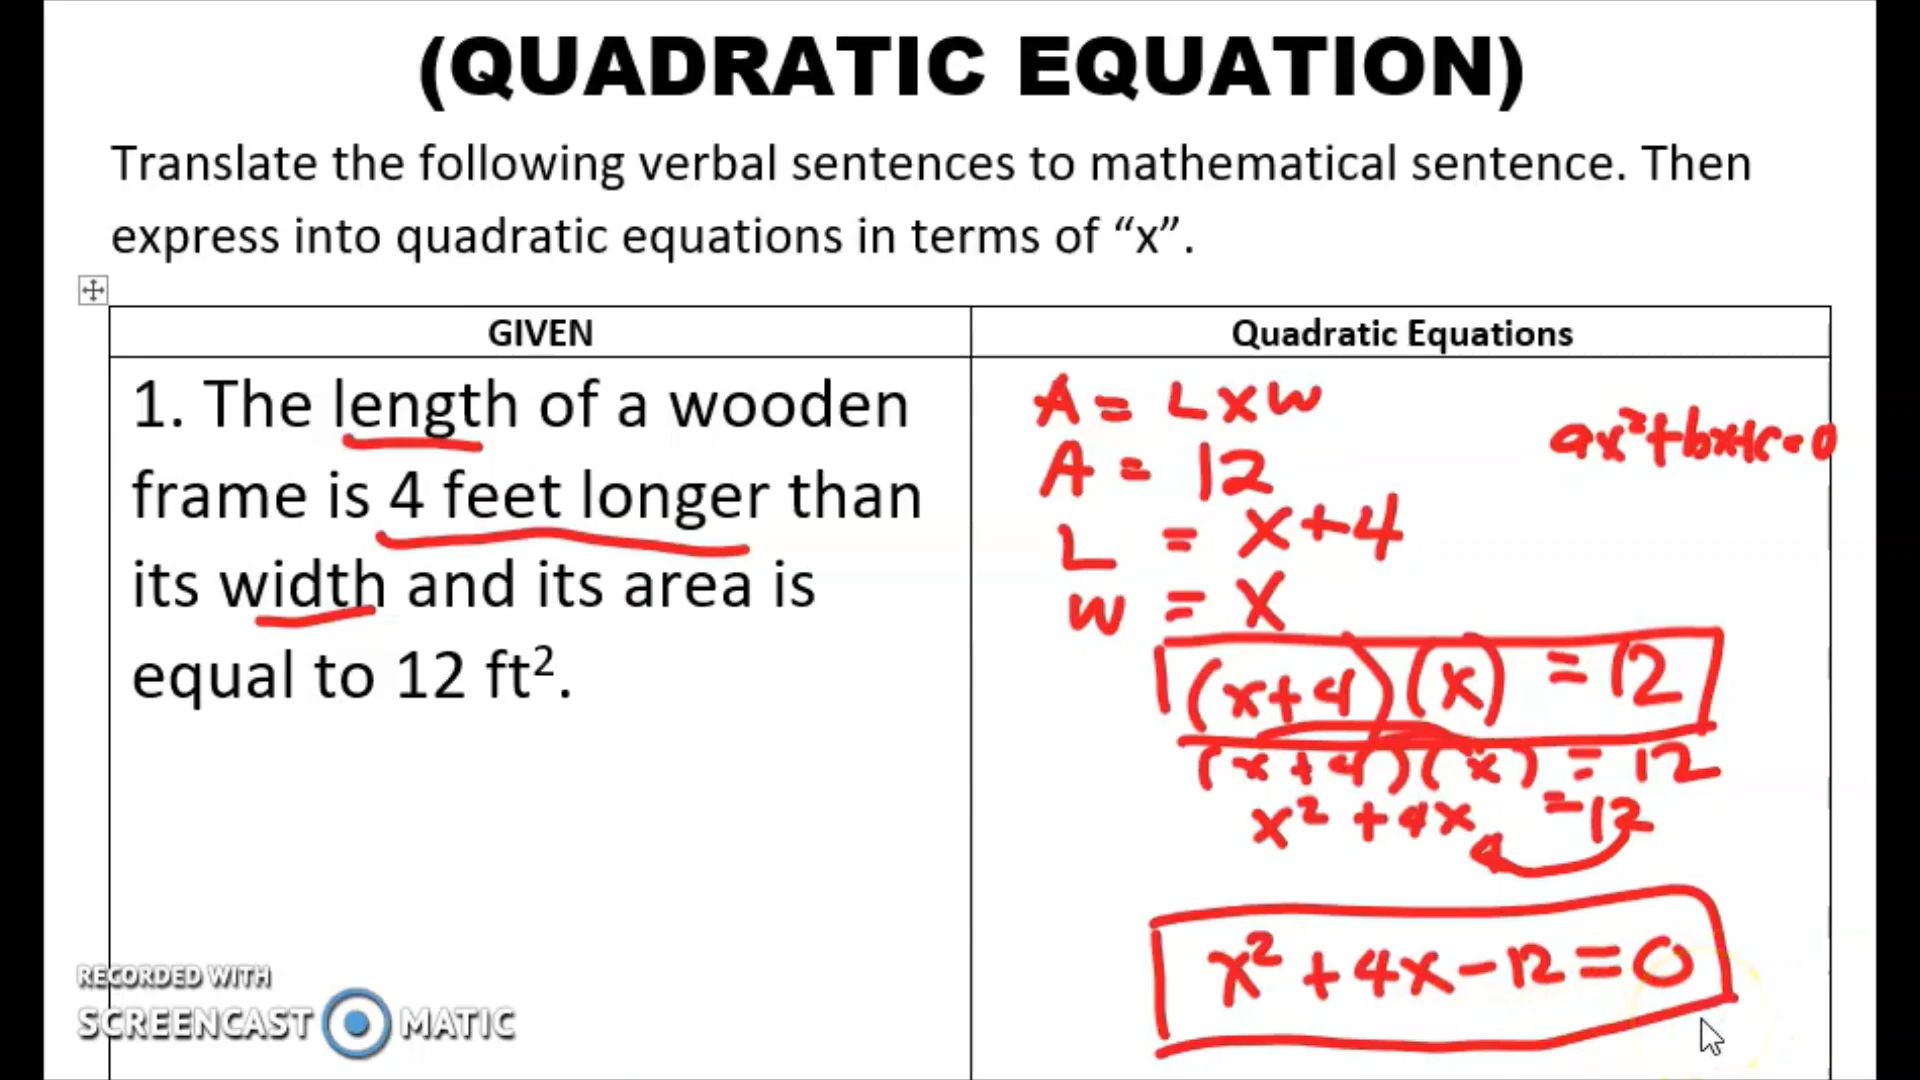 (QUADRATIC EQUATION)
Translate the following verbal sentences to mathematical sentence. Then
express into quadratic equations in terms of “x”.
GIVEN
Quadratic Equations
1. The length of a wooden
frame is 4 feet longer than
its width and its area is
equal to 12 ft².
A = L x W
ax²+bx+c=0
A = 12
L = x+4
W = x
(x+4)(x) = 12
(x+4)(x) = 12
x² +4x =12
x² +4x-12=0
RECORDED WITH
SCREENCAST MATIC